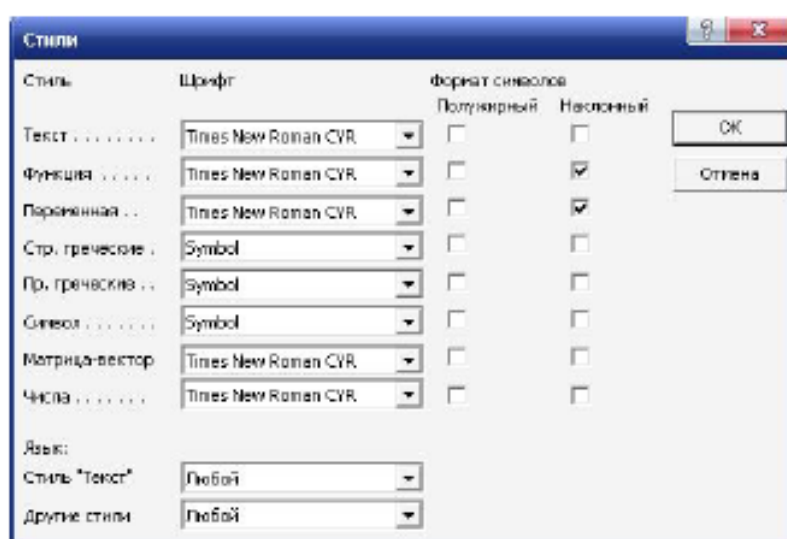 Стили
Стиль Шрифт Формат символов
Полужирный Наклонный
Текст . . . . . . . . Times New Roman CYR OK
Функция . . . . . Times New Roman CYR Отмена
Переменная . . Times New Roman CYR
Стр. греческие . Symbol
Пр. греческие . . Symbol
Символ . . . . . . . Symbol
Матрица-вектор Times New Roman CYR
Числа . . . . . . . Times New Roman CYR
Язык:
Стиль "Текст" Любой
Другие стили Любой